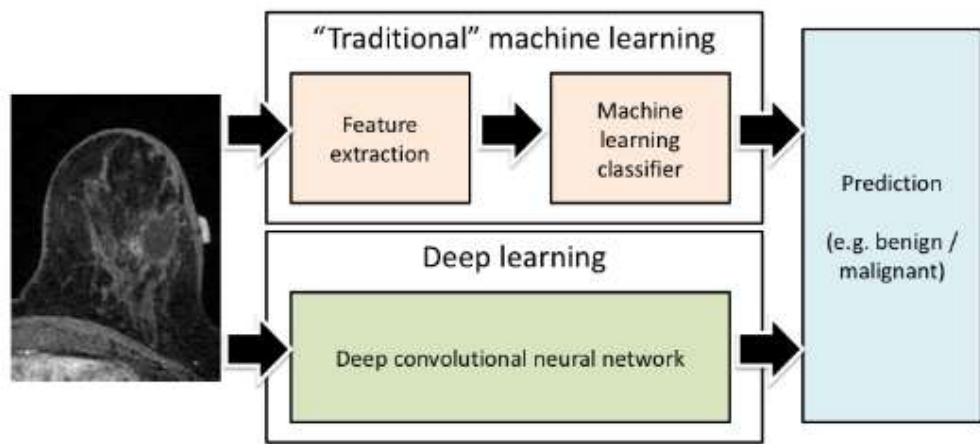 “Traditional” machine learning
Feature
extraction
Machine
learning
classifier
Deep learning
Deep convolutional neural network
Prediction
(e.g. benign /
malignant)